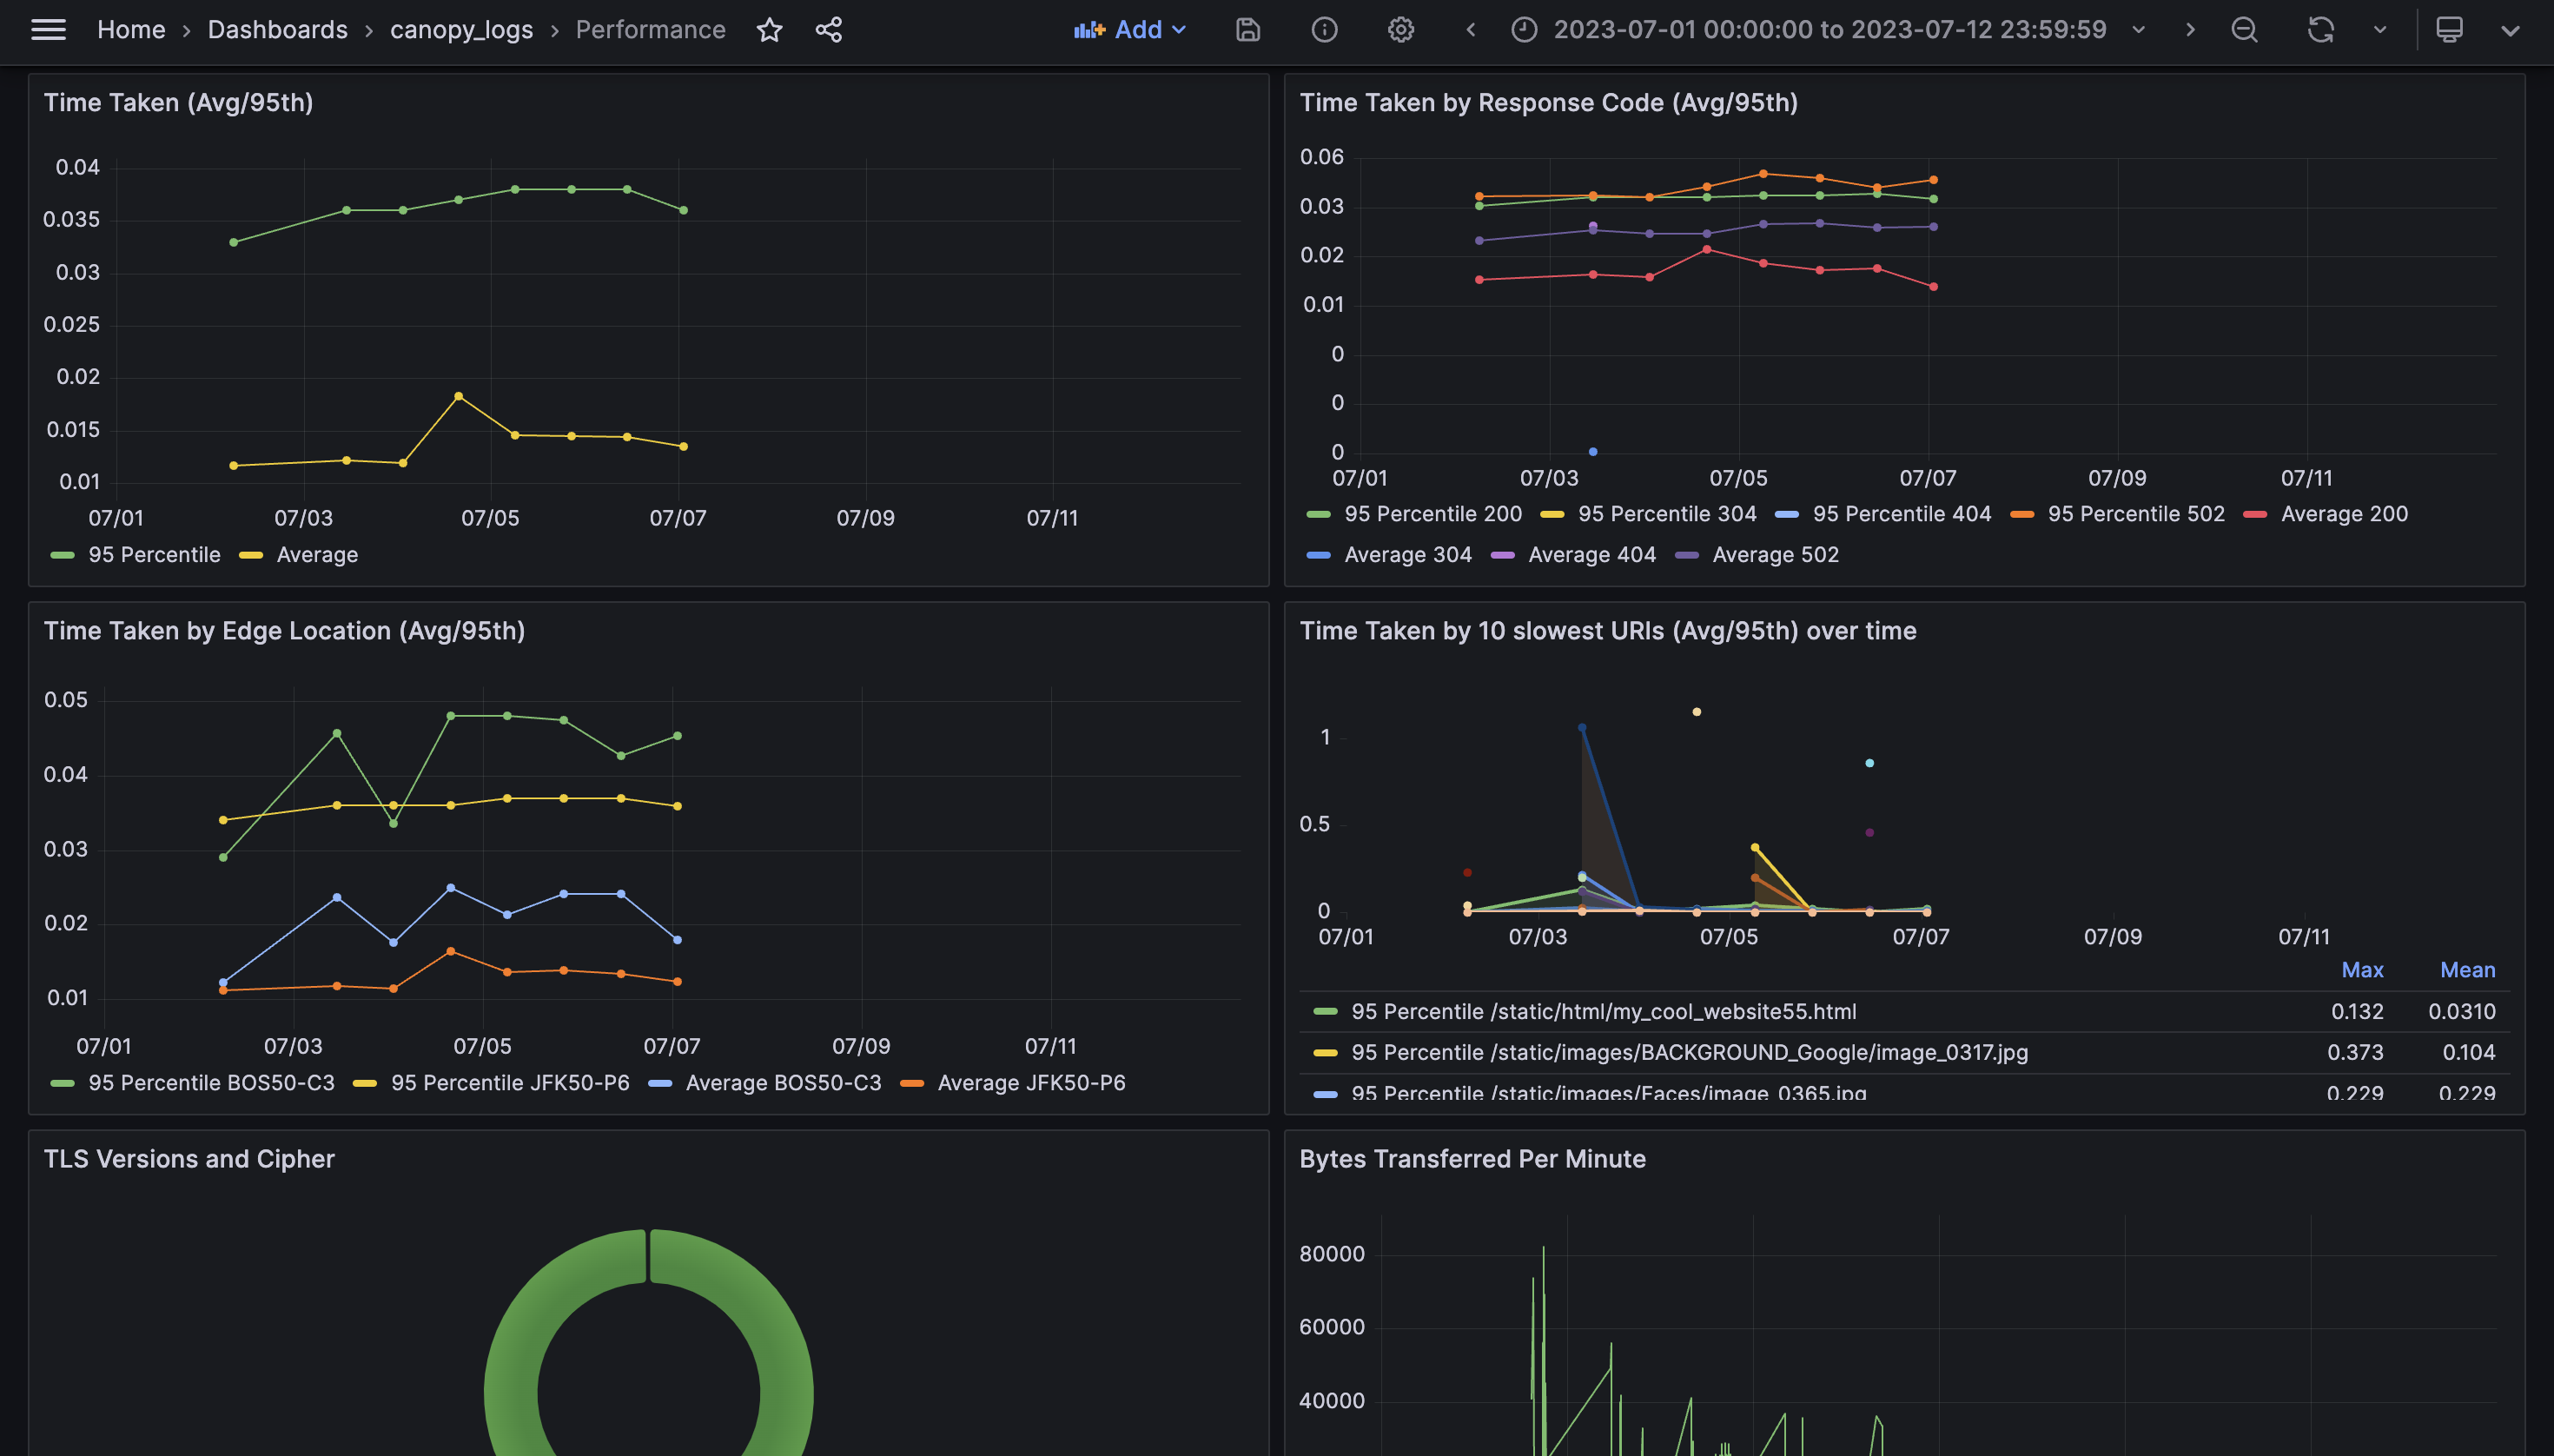 Home › Dashboards › canopy_logs › Performance Add 2023-07-01 00:00:00 to 2023-07-12 23:59:59
Time Taken (Avg/95th)
0.04
0.035
0.03
0.025
0.02
0.015
0.01
07/01 07/03 07/05 07/07 07/09 07/11
95 Percentile Average
Time Taken by Response Code (Avg/95th)
0.06
0.03
0.02
0.01
0
0
0
07/01 07/03 07/05 07/07 07/09 07/11
95 Percentile 200 95 Percentile 304 95 Percentile 404 95 Percentile 502 Average 200
Average 304 Average 404 Average 502
Time Taken by Edge Location (Avg/95th)
0.05
0.04
0.03
0.02
0.01
07/01 07/03 07/05 07/07 07/09 07/11
95 Percentile BOS50-C3 95 Percentile JFK50-P6 Average BOS50-C3 Average JFK50-P6
Time Taken by 10 slowest URIs (Avg/95th) over time
1
0.5
0
07/01 07/03 07/05 07/07 07/09 07/11
Max Mean
95 Percentile /static/html/my_cool_website55.html 0.132 0.0310
95 Percentile /static/images/BACKGROUND_Google/image_0317.jpg 0.373 0.104
95 Percentile /static/images/Faces/image_0365.jpg 0.229 0.229
TLS Versions and Cipher
Bytes Transferred Per Minute
80000
60000
40000